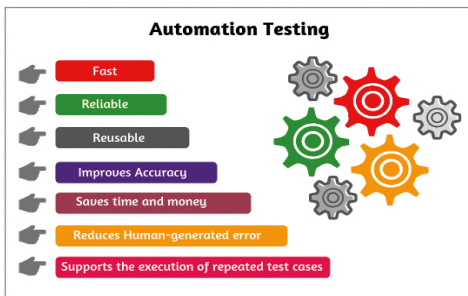 Automation Testing
Fast
Reliable
Reusable
Improves Accuracy
Saves time and money
Reduces Human-generated error
Supports the execution of repeated test cases